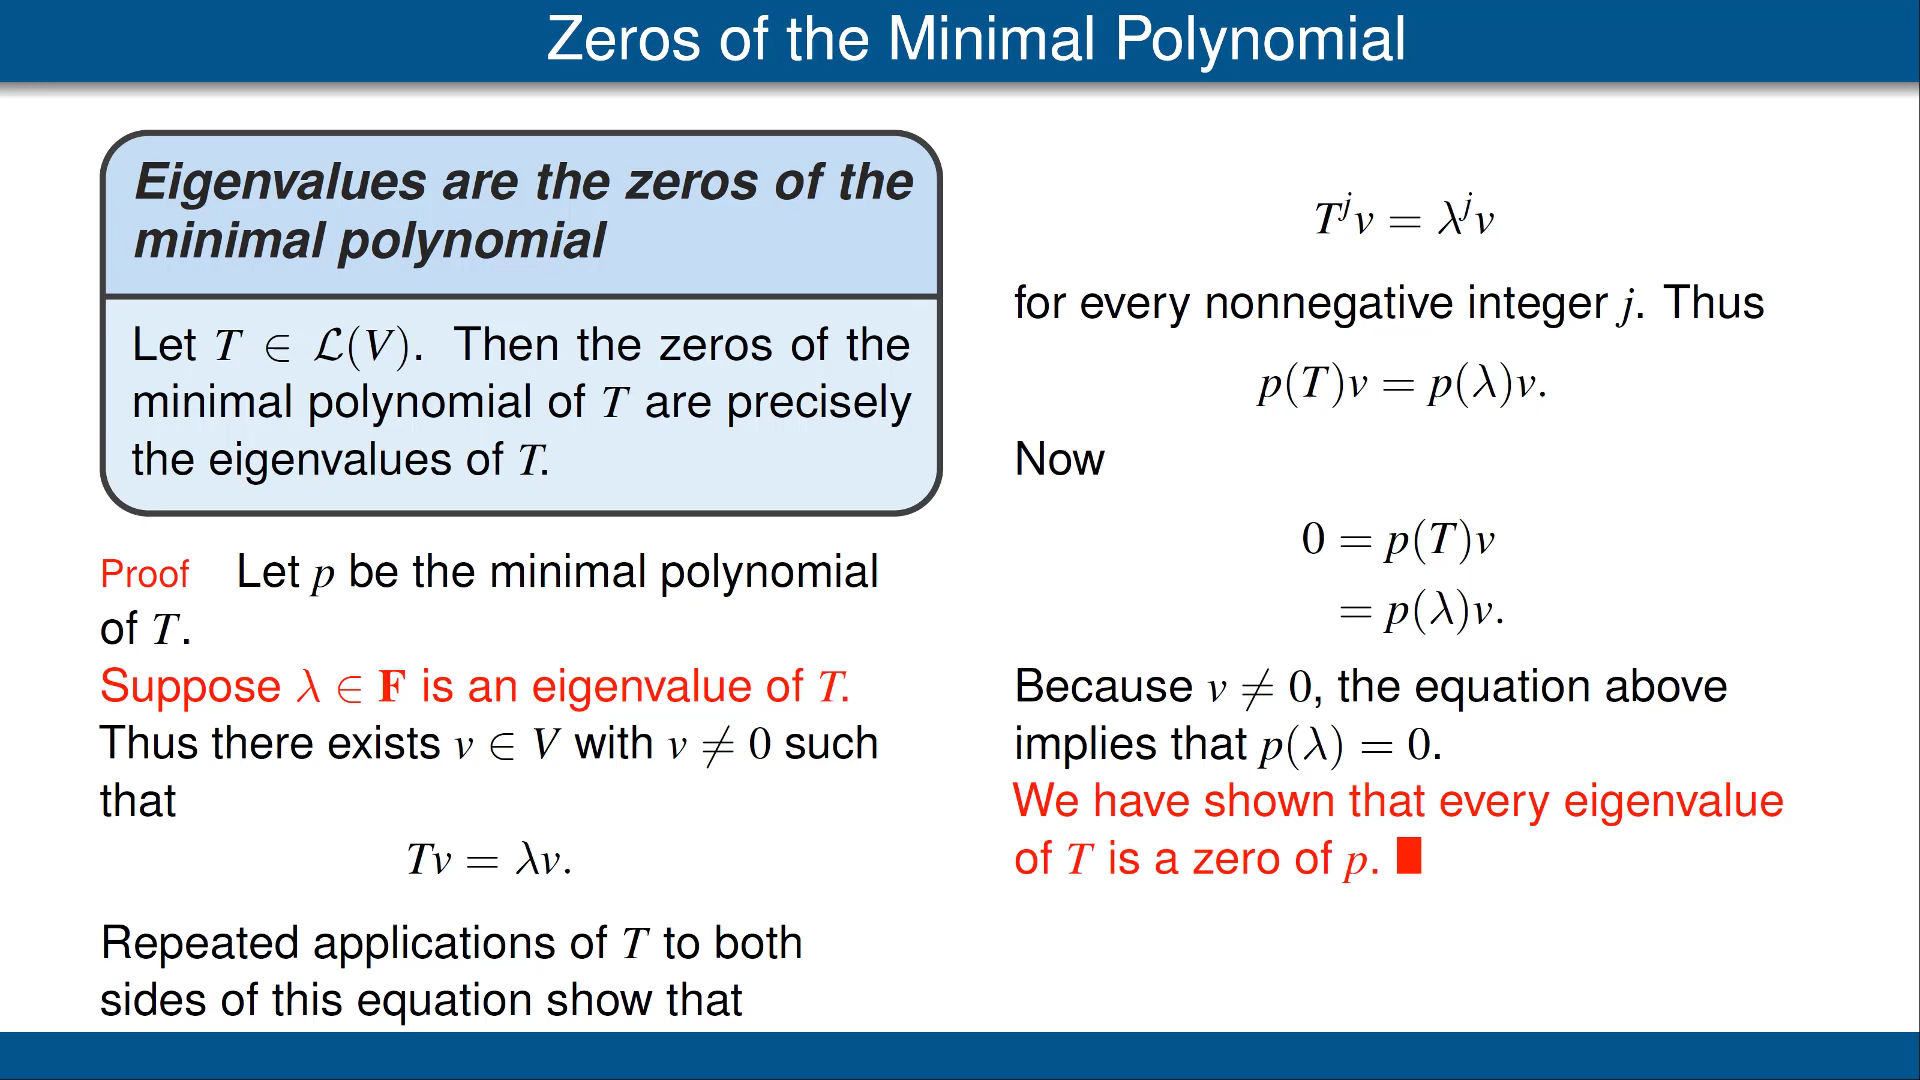 Zeros of the Minimal Polynomial
Eigenvalues are the zeros of the
minimal polynomial
Let T ∈ ℒ(V). Then the zeros of the
minimal polynomial of T are precisely
the eigenvalues of T.
Proof Let p be the minimal polynomial
of T.
Suppose λ ∈ F is an eigenvalue of T.
Thus there exists v ∈ V with v ≠ 0 such
that
Tv = λv.
Repeated applications of T to both
sides of this equation show that
Tʲv = λʲv
for every nonnegative integer j. Thus
p(T)v = p(λ)v.
Now
0 = p(T)v
= p(λ)v.
Because v ≠ 0, the equation above
implies that p(λ) = 0.
We have shown that every eigenvalue
of T is a zero of p. ■